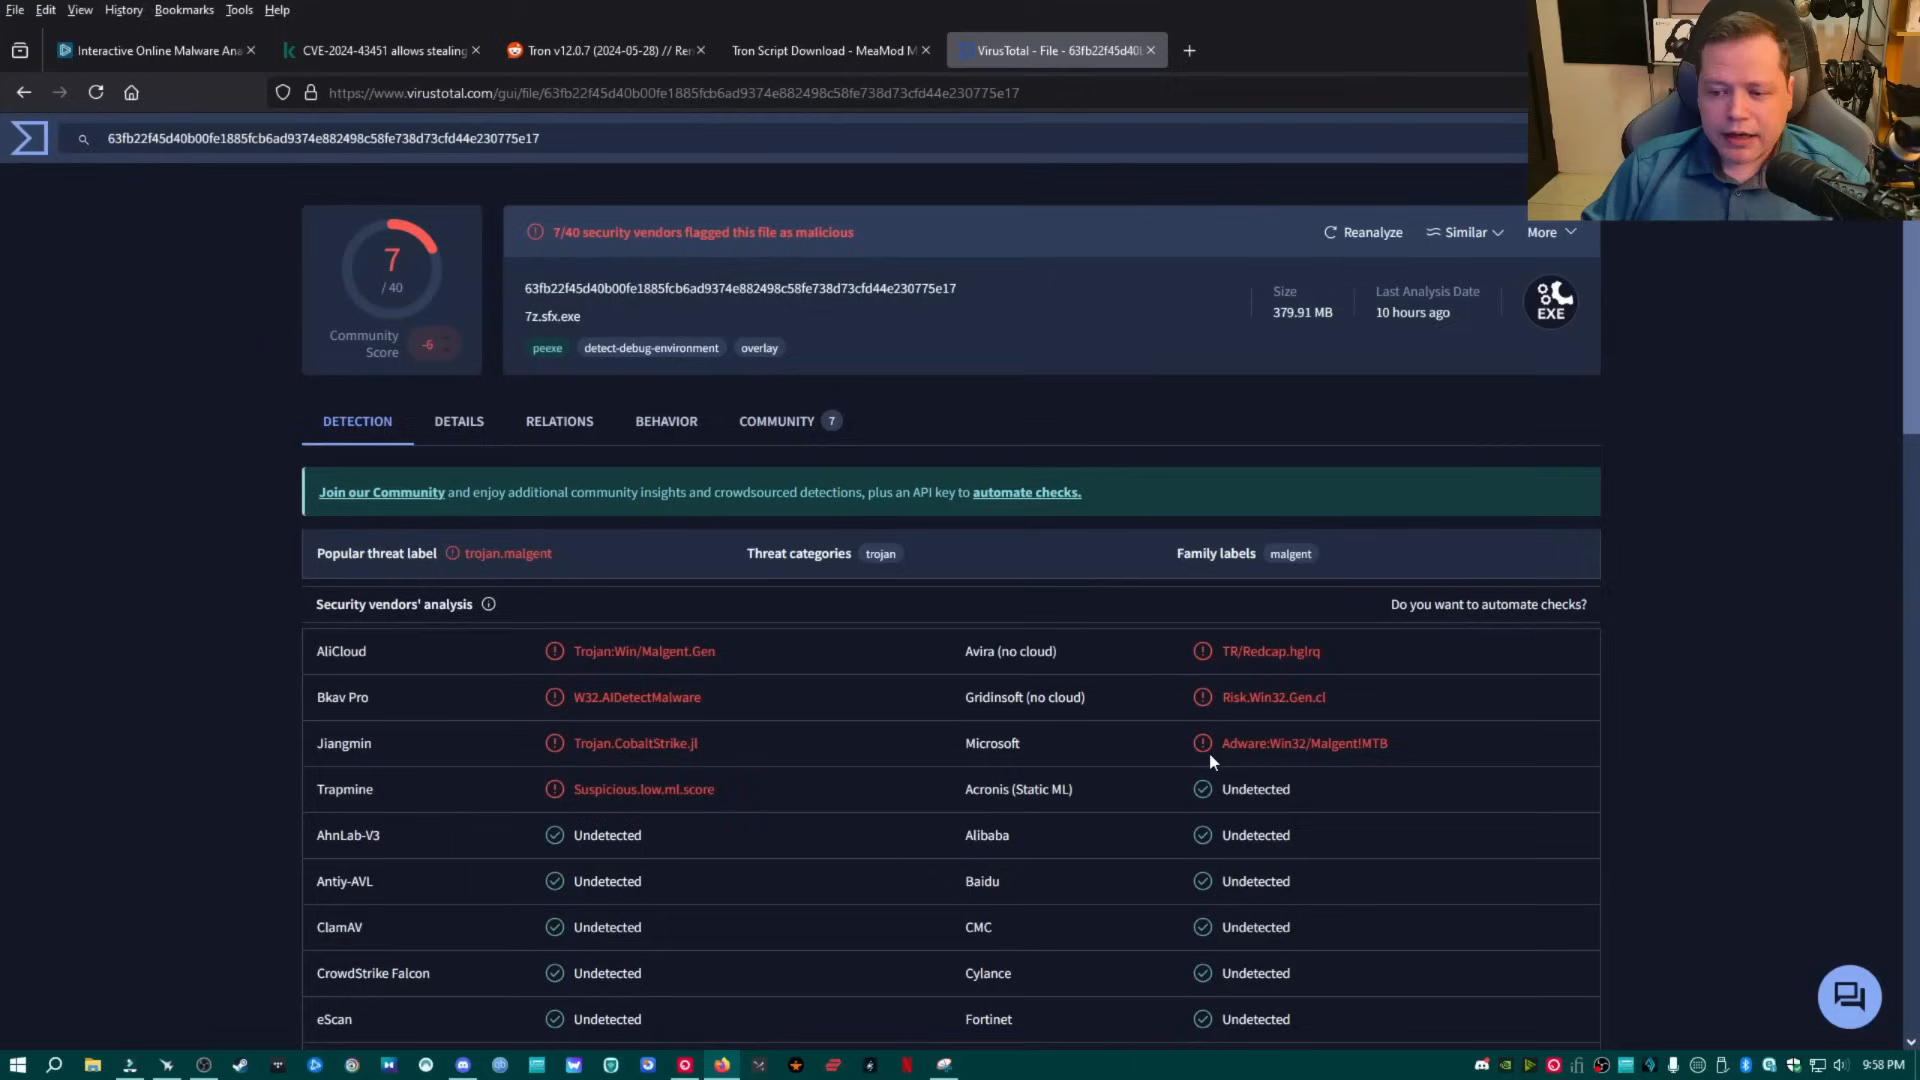 File Edit View History Bookmarks Tools Help
Interactive Online Malware Ana
CVE-2024-43451 allows stealing
Tron v12.0.7 (2024-05-28) // Re
Tron Script Download - MeaMod M
VirusTotal - File - 63fb22f45d40
https://www.virustotal.com/gui/file/63fb22f45d40b00fe1885fcb6ad9374e882498c58fe738d73cfd44e230775e17
63fb22f45d40b00fe1885fcb6ad9374e882498c58fe738d73cfd44e230775e17
7
/ 40
Community Score
-6
7/40 security vendors flagged this file as malicious
Reanalyze Similar More
63fb22f45d40b00fe1885fcb6ad9374e882498c58fe738d73cfd44e230775e17
7z.sfx.exe
peexe detect-debug-environment overlay
Size
379.91 MB
Last Analysis Date
10 hours ago
EXE
DETECTION DETAILS RELATIONS BEHAVIOR COMMUNITY 7
Join our Community and enjoy additional community insights and crowdsourced detections, plus an API key to automate checks.
Popular threat label trojan.malgent Threat categories trojan Family labels malgent
Security vendors' analysis Do you want to automate checks?
AliCloud Trojan:Win/Malgent.Gen Avira (no cloud) TR/Redcap.hglrq
Bkav Pro W32.AIDetectMalware Gridinsoft (no cloud) Risk.Win32.Gen.cl
Jiangmin Trojan.CobaltStrike.jl Microsoft Adware:Win32/Malgent!MTB
Trapmine Suspicious.low.ml.score Acronis (Static ML) Undetected
AhnLab-V3 Undetected Alibaba Undetected
Antiy-AVL Undetected Baidu Undetected
ClamAV Undetected CMC Undetected
CrowdStrike Falcon Undetected Cylance Undetected
eScan Undetected Fortinet Undetected
9:58 PM